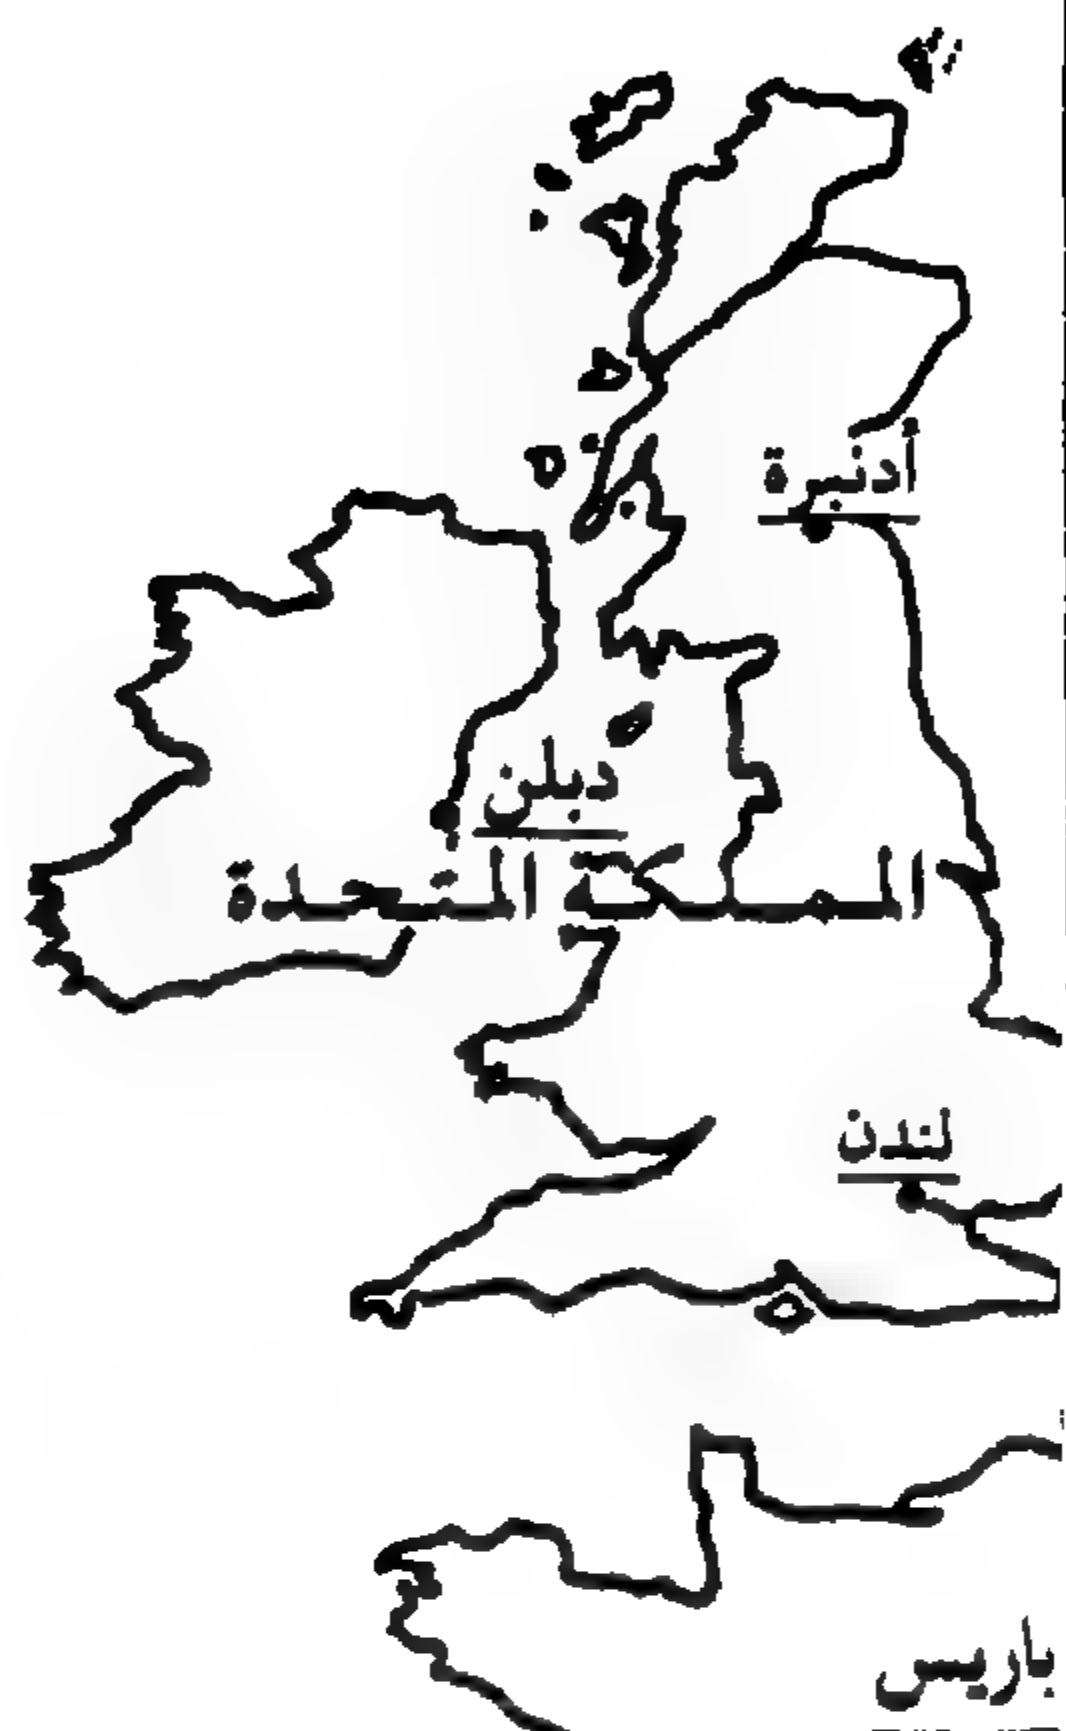 أدنبرة
دبلن
المملكة المتحدة
لندن
باريس